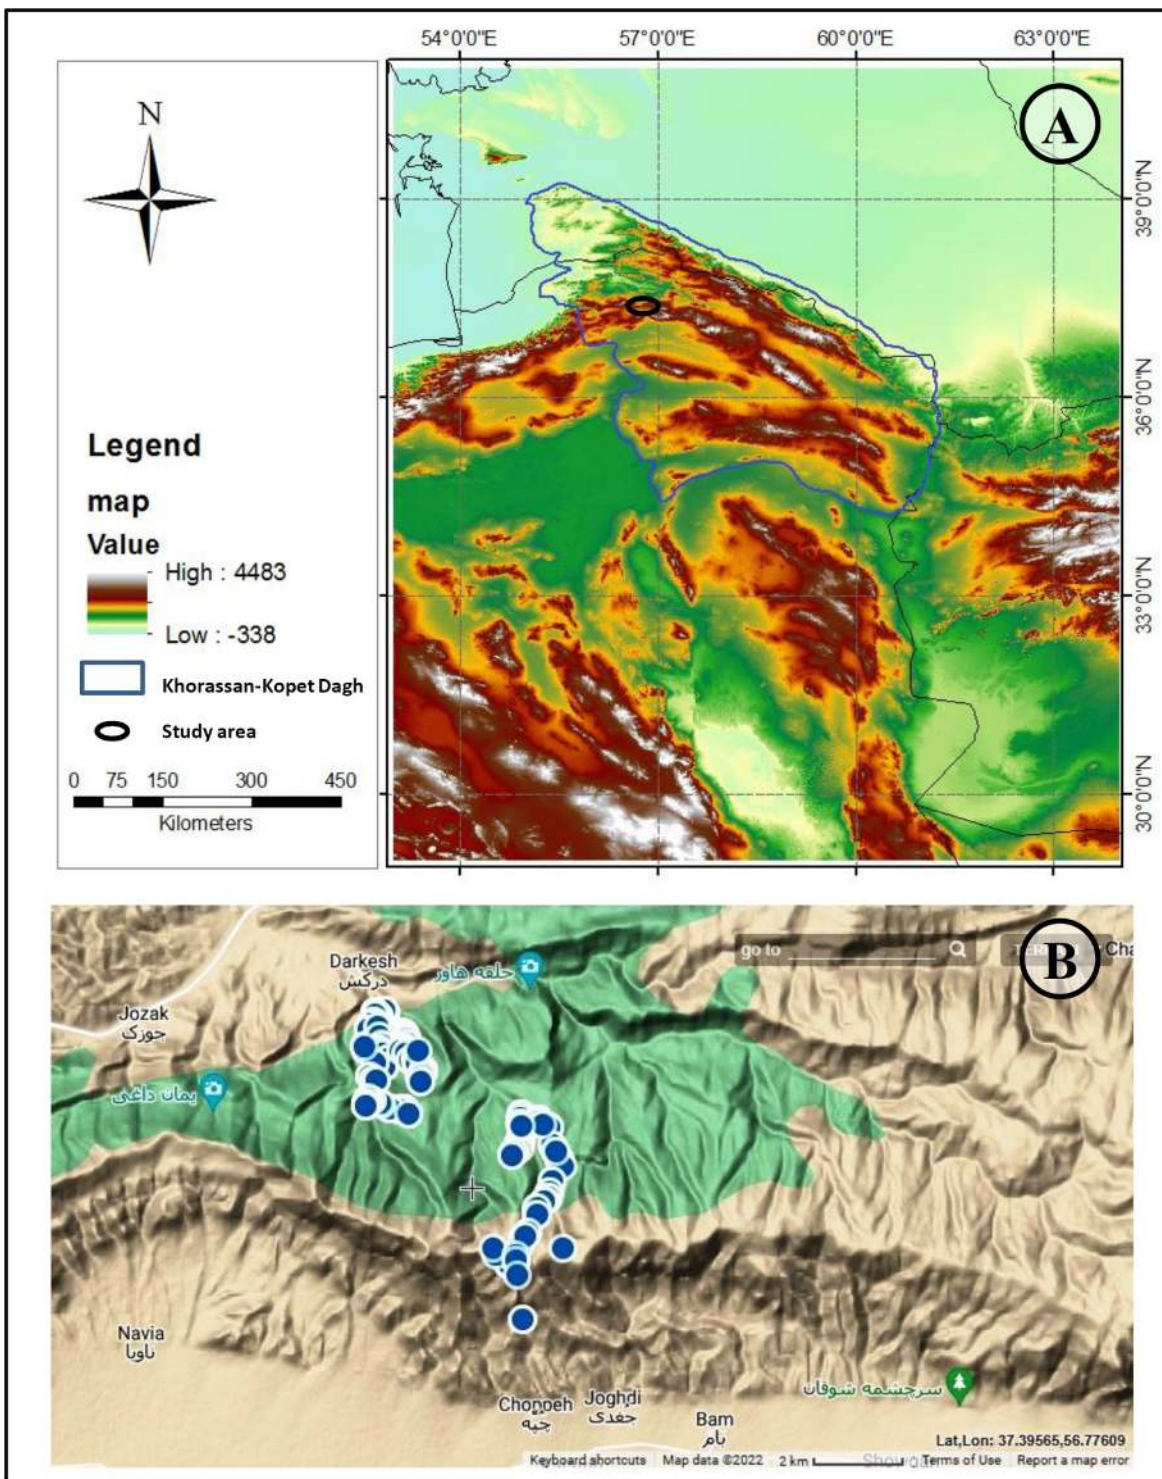 54°0'0"E 57°0'0"E 60°0'0"E 63°0'0"E
A
N
39°0'0"N
36°0'0"N
33°0'0"N
30°0'0"N
Legend
map
Value
High : 4483
Low : -338
Khorassan-Kopet Dagh
Study area
0 75 150 300 450
Kilometers
B
go to
Cha
Darkesh
درکش
حلقه هاور
Jozak
جوزک
یمان داغی
Navia
ناویا
سرچشمه شوقان
Chopeh
چپه
Joghdi
جغدی
Bam
بام
Lat,Lon: 37.39565,56.77609
Keyboard shortcuts Map data ©2022 2 km Terms of Use Report a map error